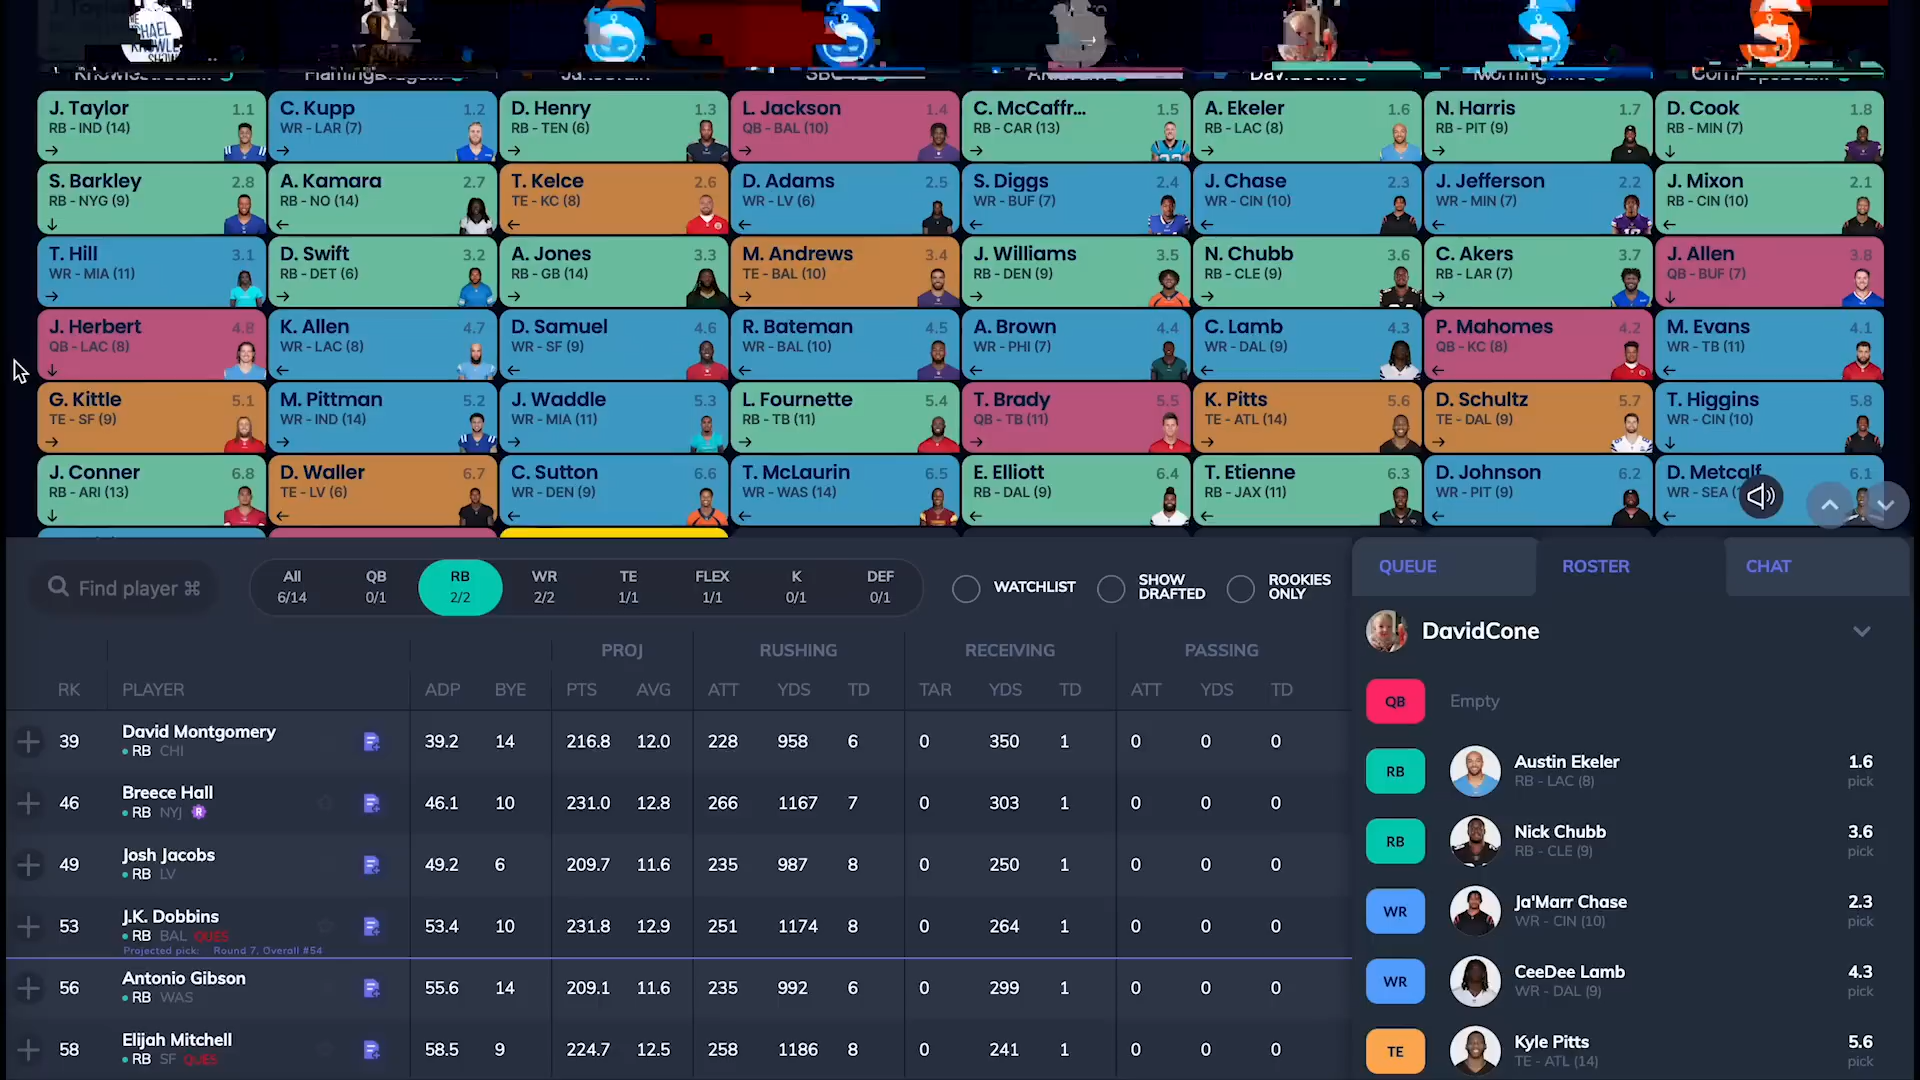 J. Taylor 1.1 C. Kupp 1.2 D. Henry 1.3 L. Jackson 1.4 C. McCaffr... 1.5 A. Ekeler 1.6 N. Harris 1.7 D. Cook 1.8
RB - IND (14) WR - LAR (7) RB - TEN (6) QB - BAL (10) RB - CAR (13) RB - LAC (8) RB - PIT (9) RB - MIN (7)
S. Barkley 2.8 A. Kamara 2.7 T. Kelce 2.6 D. Adams 2.5 S. Diggs 2.4 J. Chase 2.3 J. Jefferson 2.2 J. Mixon 2.1
RB - NYG (9) RB - NO (14) TE - KC (8) WR - LV (6) WR - BUF (7) WR - CIN (10) WR - MIN (7) RB - CIN (10)
T. Hill 3.1 D. Swift 3.2 A. Jones 3.3 M. Andrews 3.4 J. Williams 3.5 N. Chubb 3.6 C. Akers 3.7 J. Allen 3.8
WR - MIA (11) RB - DET (6) RB - GB (14) TE - BAL (10) RB - DEN (9) RB - CLE (9) RB - LAR (7) QB - BUF (7)
J. Herbert 4.8 K. Allen 4.7 D. Samuel 4.6 R. Bateman 4.5 A. Brown 4.4 C. Lamb 4.3 P. Mahomes 4.2 M. Evans 4.1
QB - LAC (8) WR - LAC (8) WR - SF (9) WR - BAL (10) WR - PHI (7) WR - DAL (9) QB - KC (8) WR - TB (11)
G. Kittle 5.1 M. Pittman 5.2 J. Waddle 5.3 L. Fournette 5.4 T. Brady 5.5 K. Pitts 5.6 D. Schultz 5.7 T. Higgins 5.8
TE - SF (9) WR - IND (14) WR - MIA (11) RB - TB (11) QB - TB (11) TE - ATL (14) TE - DAL (9) WR - CIN (10)
J. Conner 6.8 D. Waller 6.7 C. Sutton 6.6 T. McLaurin 6.5 E. Elliott 6.4 T. Etienne 6.3 D. Johnson 6.2 D. Metcalf 6.1
RB - ARI (13) TE - LV (6) WR - DEN (9) WR - WAS (14) RB - DAL (9) RB - JAX (11) WR - PIT (9) WR - SEA
Find player ⌘
All QB RB WR TE FLEX K DEF
6/14 0/1 2/2 2/2 1/1 1/1 0/1 0/1
WATCHLIST
SHOW DRAFTED
ROOKIES ONLY
PROJ RUSHING RECEIVING PASSING
RK PLAYER ADP BYE PTS AVG ATT YDS TD TAR YDS TD ATT YDS TD
39 David Montgomery 39.2 14 216.8 12.0 228 958 6 0 350 1 0 0 0
RB CHI
46 Breece Hall 46.1 10 231.0 12.8 266 1167 7 0 303 1 0 0 0
RB NYJ R
49 Josh Jacobs 49.2 6 209.7 11.6 235 987 8 0 250 1 0 0 0
RB LV
53 J.K. Dobbins 53.4 10 231.8 12.9 251 1174 8 0 264 1 0 0 0
RB BAL QUES
Projected pick: Round 7, Overall #54
56 Antonio Gibson 55.6 14 209.1 11.6 235 992 6 0 299 1 0 0 0
RB WAS
58 Elijah Mitchell 58.5 9 224.7 12.5 258 1186 8 0 241 1 0 0 0
RB SF QUES
QUEUE ROSTER CHAT
DavidCone
QB Empty
RB Austin Ekeler 1.6
RB - LAC (8) pick
RB Nick Chubb 3.6
RB - CLE (9) pick
WR Ja'Marr Chase 2.3
WR - CIN (10) pick
WR CeeDee Lamb 4.3
WR - DAL (9) pick
TE Kyle Pitts 5.6
TE - ATL (14) pick